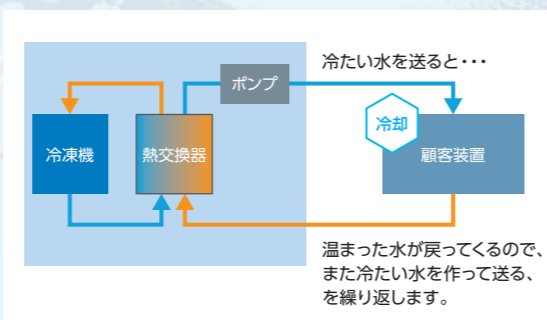 冷たい水を送ると・・・
ポンプ
冷却
冷凍機
熱交換器
顧客装置
温まった水が戻ってくるので、
また冷たい水を作って送る、
を繰り返します。